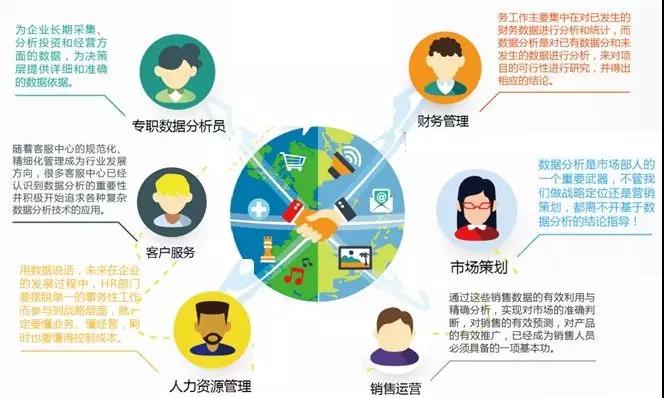 为企业长期采集、
分析投资和经营方
面的数据，为决策
层提供详细和准确
的数据依据。
专职数据分析员
务工作主要集中在对已发生的
财务数据进行分析和统计，而
数据分析是对已有数据分和未
发生的数据进行分析，来对项
目的可行性进行研究，并得出
相应的结论。
财务管理
随着客服中心的规范化、
精细化管理成为行业发展
方向，很多客服中心已经
认识到数据分析的重要性
并积极开始追求各种复杂
数据分析技术的应用。
客户服务
数据分析是市场部人的
一个重要武器，不管我
们做战略定位还是营销
策划，都离不开基于数
据分析的结论指导！
市场策划
用数据说话，未来在企业
的发展过程中，HR部门
要摆脱单一的事务性工作
而参与到战略层面，就一
定要懂业务、懂经营，同
时也要懂得控制成本。
人力资源管理
通过这些销售数据的有效利用与
精确分析，实现对市场的准确判
断，对销售的有效预测，对产品
的有效推广，已经成为销售人员
必须具备的一项基本功。
销售运营